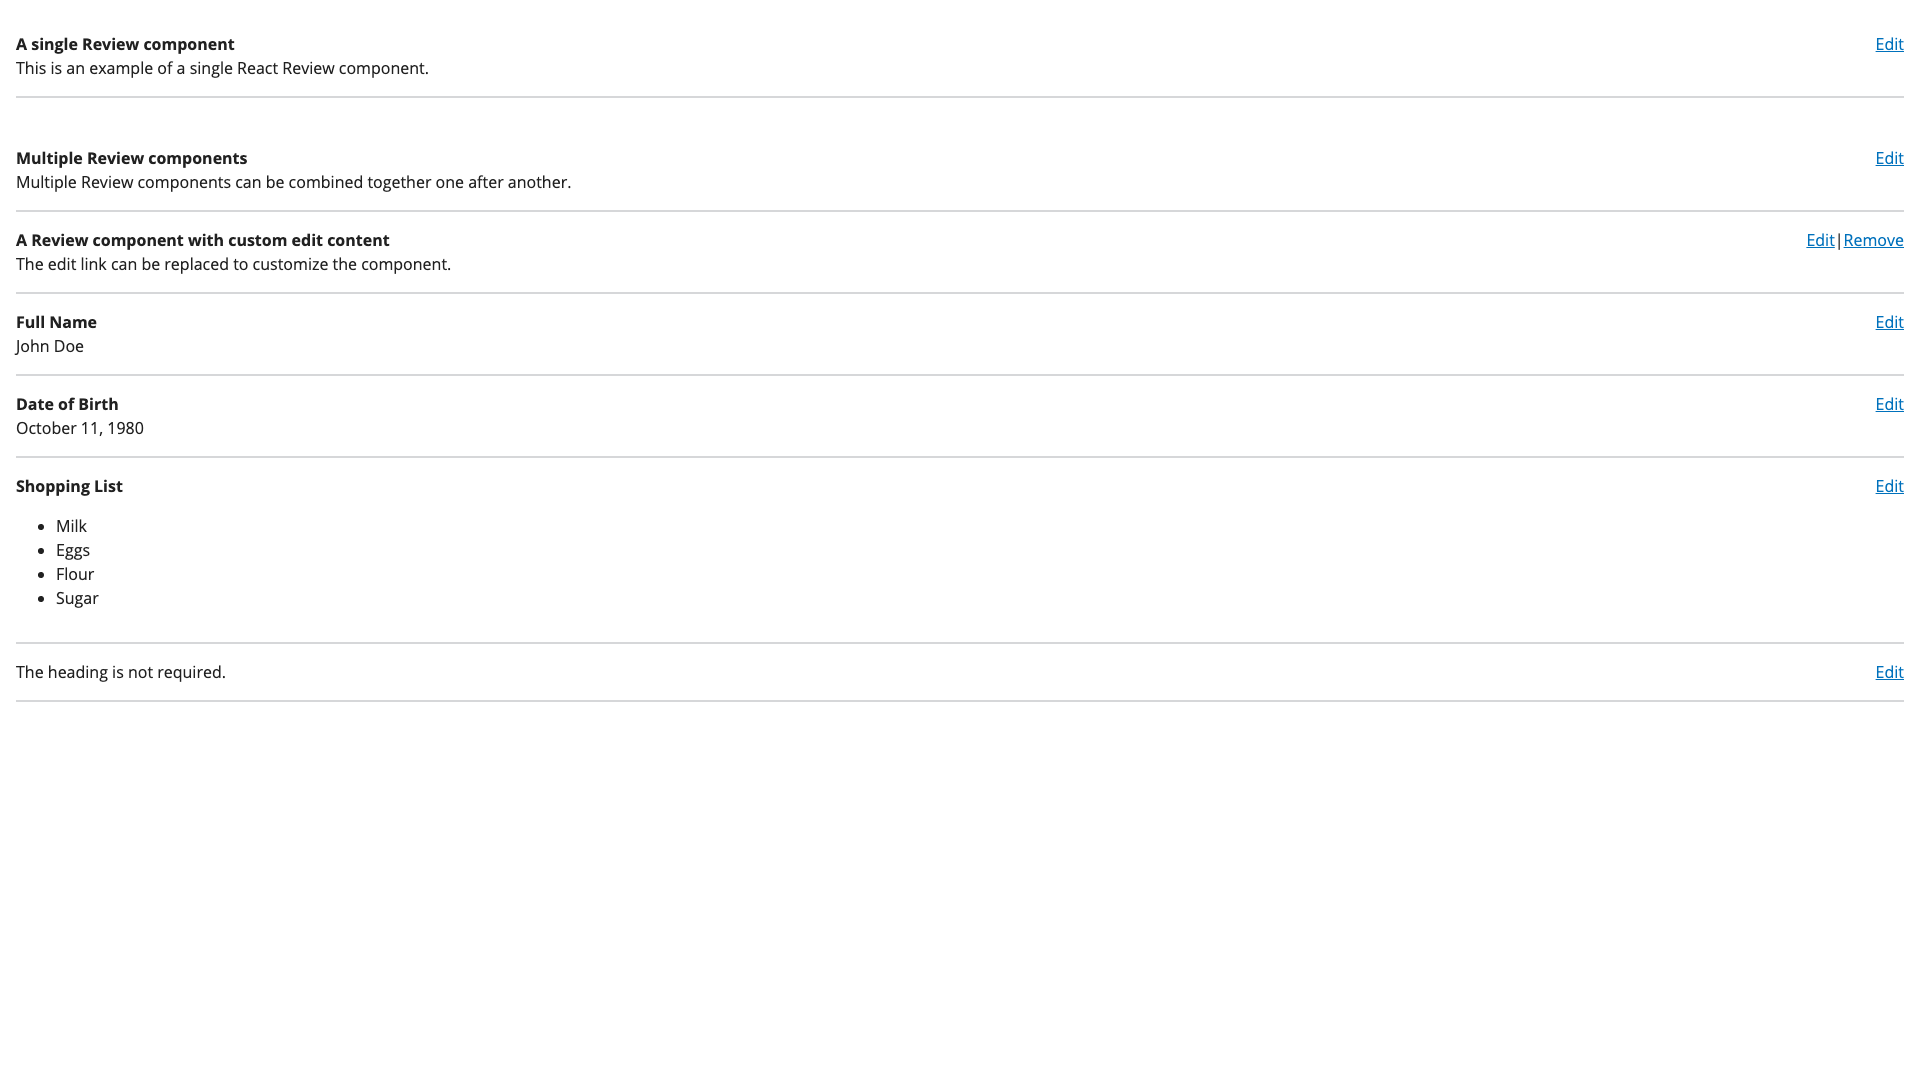 A single Review component
Edit
This is an example of a single React Review component.
Multiple Review components
Edit
Multiple Review components can be combined together one after another.
A Review component with custom edit content
Edit|Remove
The edit link can be replaced to customize the component.
Full Name
Edit
John Doe
Date of Birth
Edit
October 11, 1980
Shopping List
Edit
• Milk
• Eggs
• Flour
• Sugar
The heading is not required.
Edit